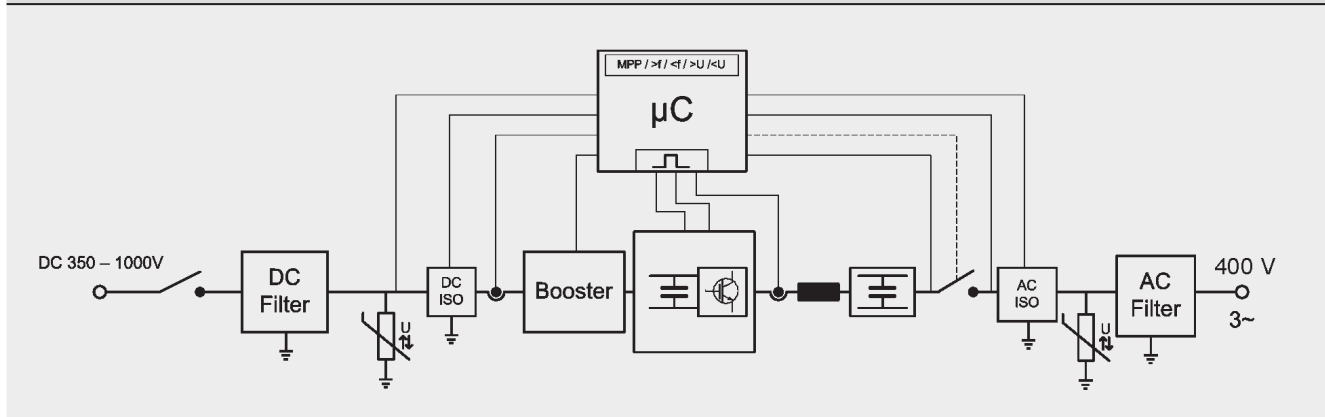 MPP / >f / <f / >U /<U
µC
DC 350 – 1000V
DC
Filter
U
DC
ISO
Booster
AC
ISO
U
AC
Filter
400 V
3~